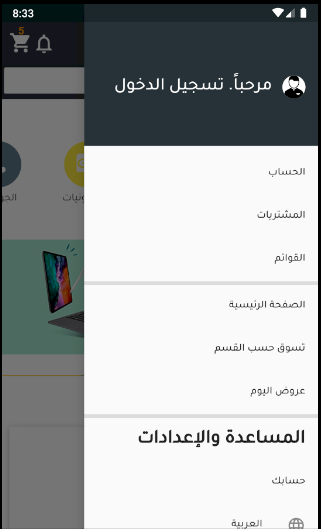 8:33
5
مرحباً. تسجيل الدخول
الحساب
المشتريات
القوائم
الصفحة الرئيسية
تسوق حسب القسم
عروض اليوم
المساعدة والإعدادات
حسابك
العربية